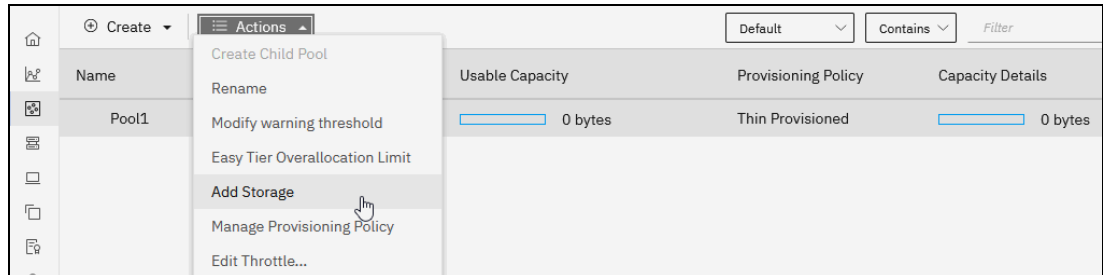 Create Actions Default Contains Filter
Create Child Pool
Name Usable Capacity Provisioning Policy Capacity Details
Rename
Pool1 0 bytes Thin Provisioned 0 bytes
Modify warning threshold
Easy Tier Overallocation Limit
Add Storage
Manage Provisioning Policy
Edit Throttle...